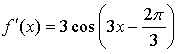 f'(x) = 3 cos(3x − 2π/3)